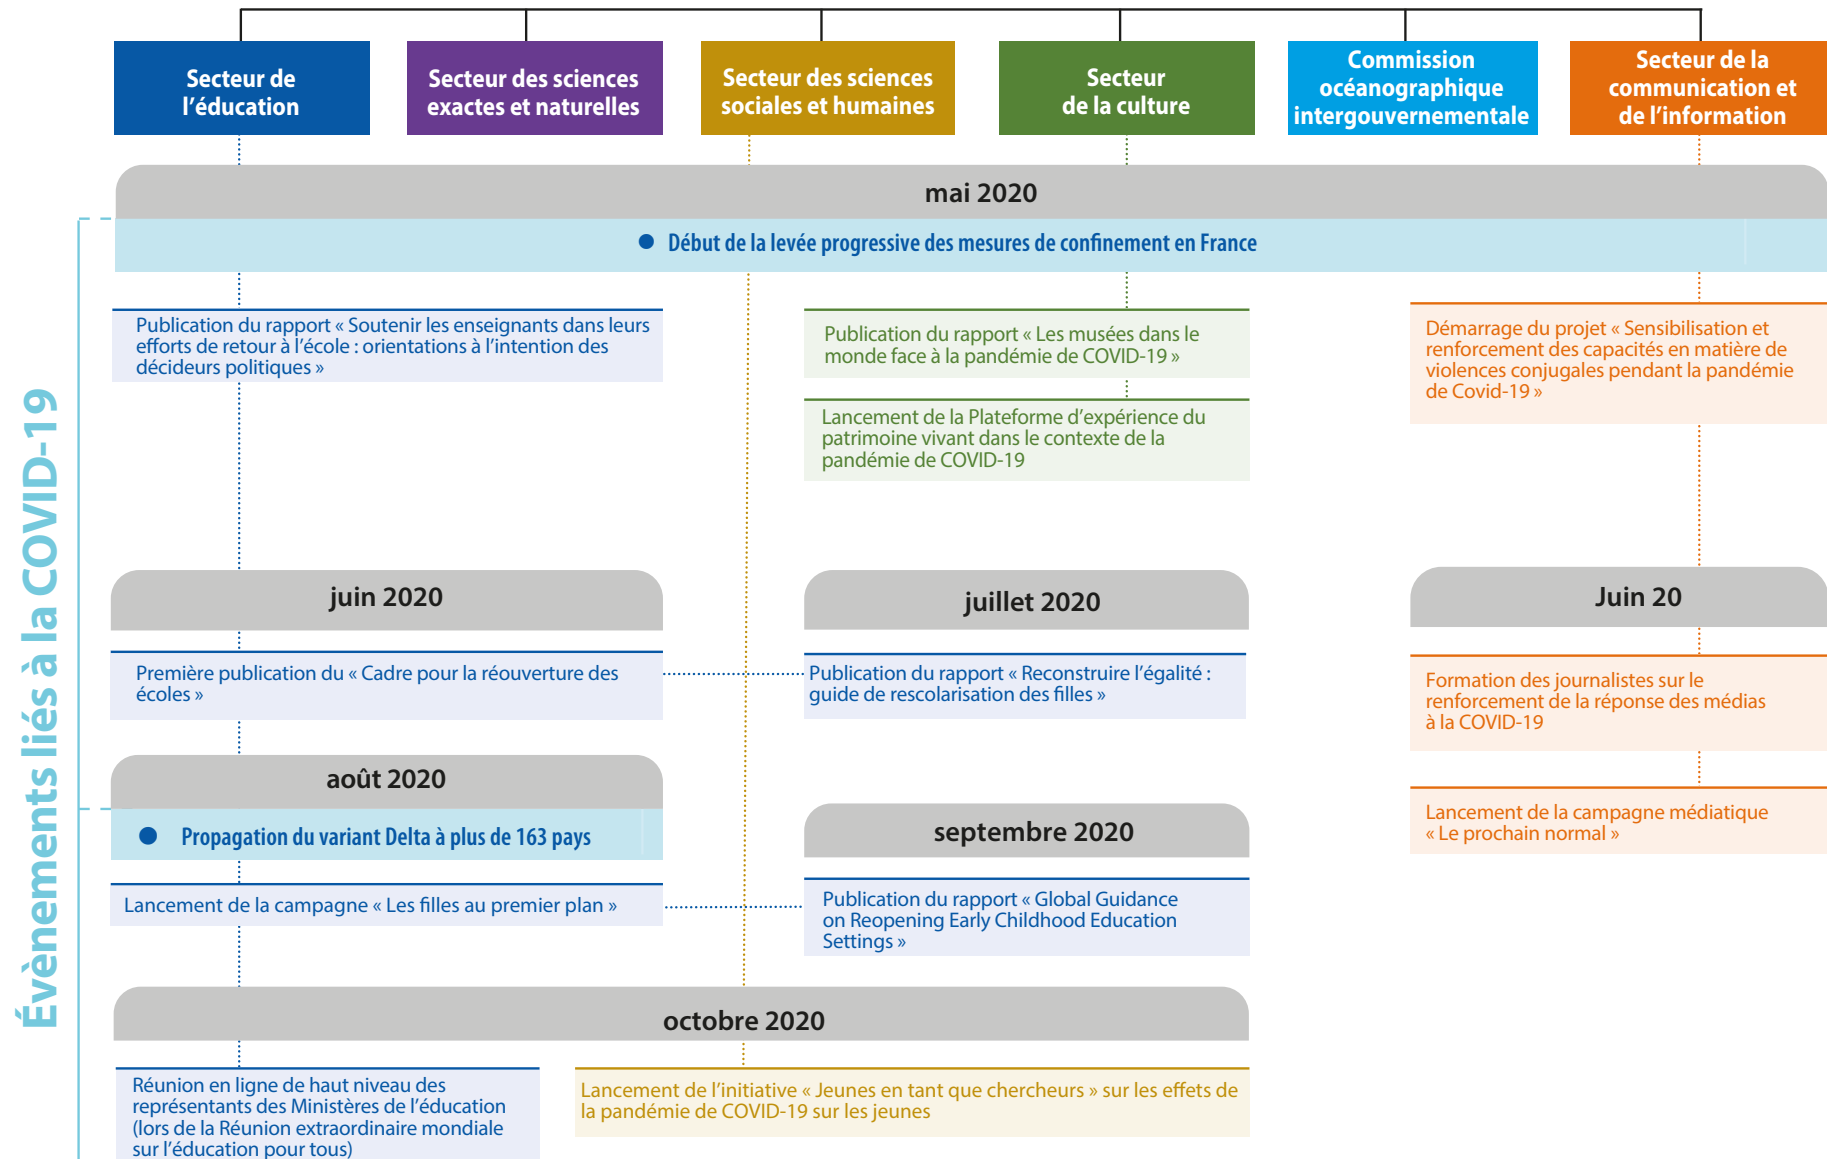 Secteur de
l'éducation
Secteur des sciences
exactes et naturelles
Secteur des sciences
sociales et humaines
Secteur
de la culture
Commission
océanographique
intergouvernementale
Secteur de la
communication et
de l'information
Évènements liés à la COVID-19
mai 2020
● Début de la levée progressive des mesures de confinement en France
Publication du rapport « Soutenir les enseignants dans leurs
efforts de retour à l'école : orientations à l'intention des
décideurs politiques »
Publication du rapport « Les musées dans le
monde face à la pandémie de COVID-19 »
Lancement de la Plateforme d'expérience du
patrimoine vivant dans le contexte de la
pandémie de COVID-19
Démarrage du projet « Sensibilisation et
renforcement des capacités en matière de
violences conjugales pendant la pandémie
de Covid-19 »
juin 2020
Première publication du « Cadre pour la réouverture des
écoles »
juillet 2020
Publication du rapport « Reconstruire l'égalité :
guide de rescolarisation des filles »
Juin 20
Formation des journalistes sur le
renforcement de la réponse des médias
à la COVID-19
Lancement de la campagne médiatique
« Le prochain normal »
août 2020
● Propagation du variant Delta à plus de 163 pays
Lancement de la campagne « Les filles au premier plan »
septembre 2020
Publication du rapport « Global Guidance
on Reopening Early Childhood Education
Settings »
octobre 2020
Réunion en ligne de haut niveau des
représentants des Ministères de l'éducation
(lors de la Réunion extraordinaire mondiale
sur l'éducation pour tous)
Lancement de l'initiative « Jeunes en tant que chercheurs » sur les effets de
la pandémie de COVID-19 sur les jeunes